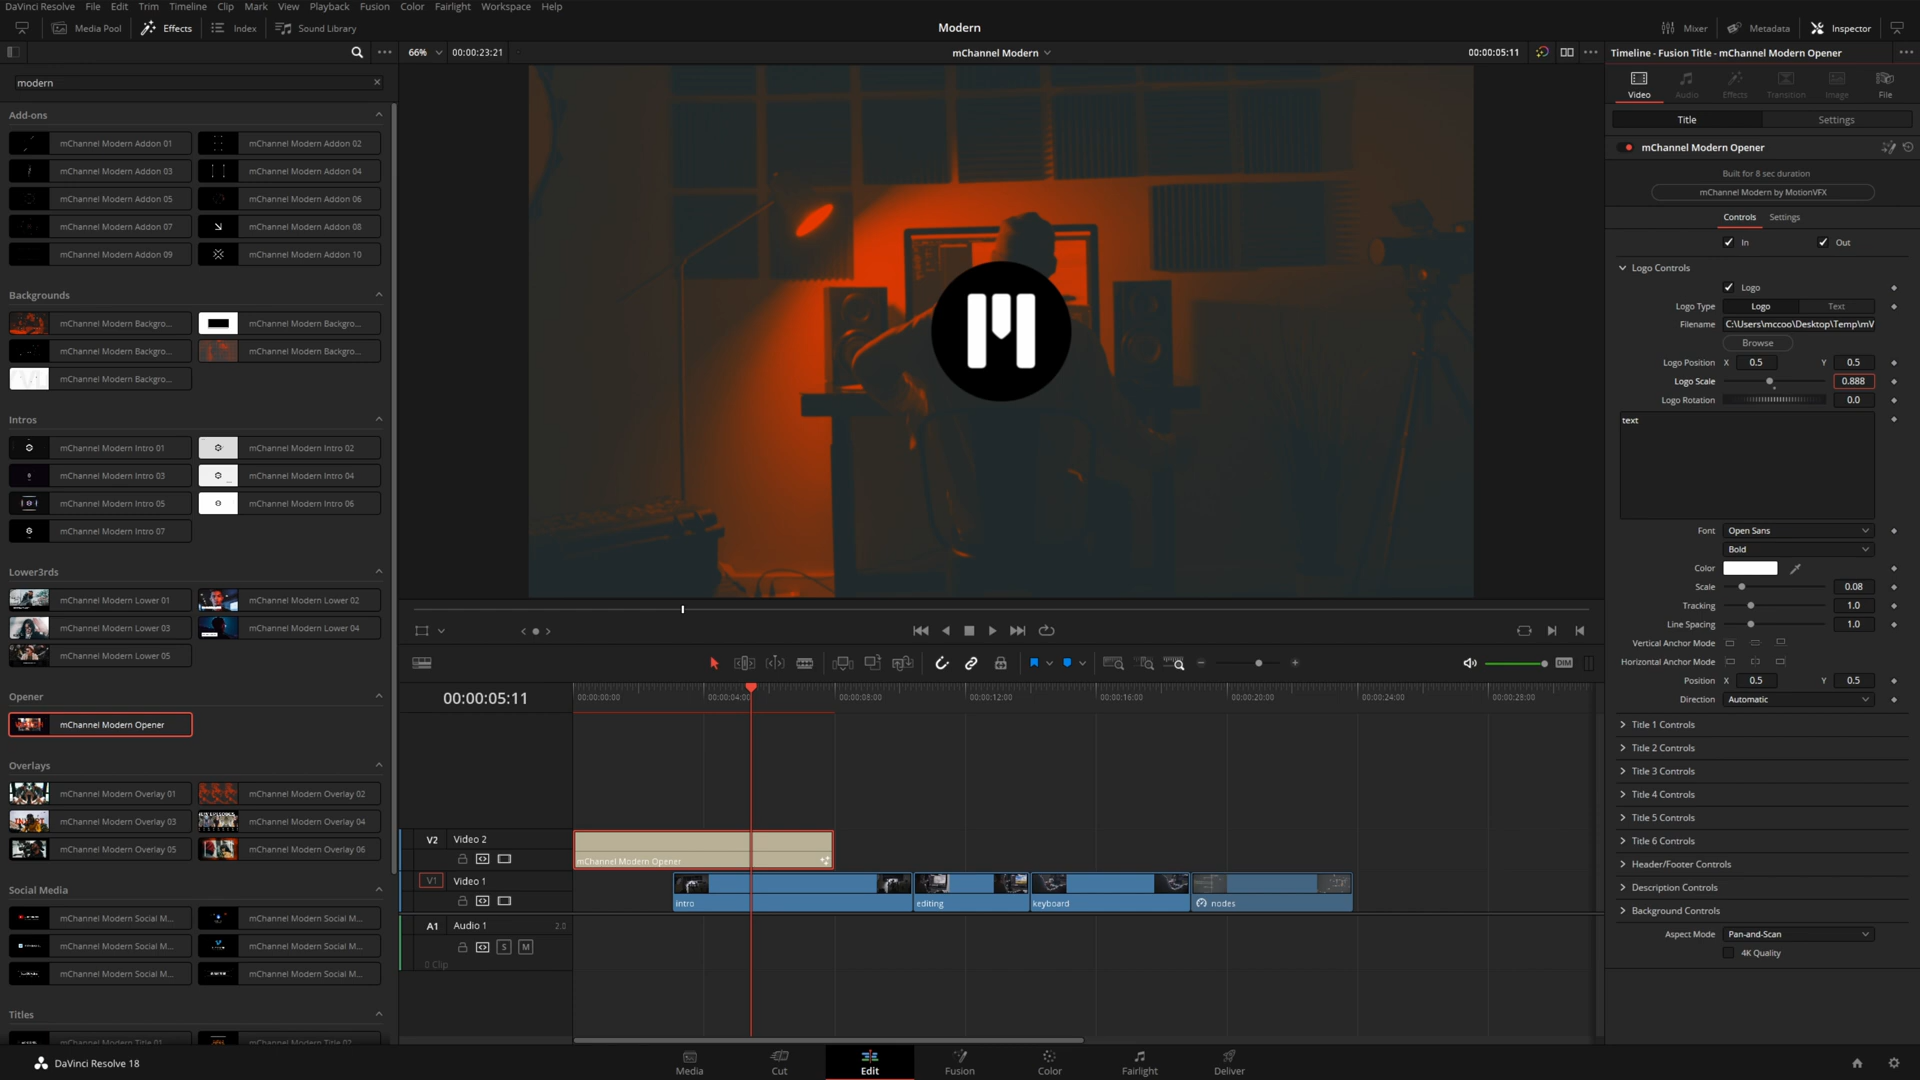 DaVinci Resolve File Edit Trim Timeline Clip Mark View Playback Fusion Color Fairlight Workspace Help
Media Pool Effects Index Sound Library Modern Mixer Metadata Inspector
66% 00:00:23:21 mChannel Modern 00:00:05:11 Timeline - Fusion Title - mChannel Modern Opener
modern
Add-ons
mChannel Modern Addon 01 mChannel Modern Addon 02
mChannel Modern Addon 03 mChannel Modern Addon 04
mChannel Modern Addon 05 mChannel Modern Addon 06
mChannel Modern Addon 07 mChannel Modern Addon 08
mChannel Modern Addon 09 mChannel Modern Addon 10
Backgrounds
mChannel Modern Backgro... mChannel Modern Backgro...
mChannel Modern Backgro... mChannel Modern Backgro...
mChannel Modern Backgro...
Intros
mChannel Modern Intro 01 mChannel Modern Intro 02
mChannel Modern Intro 03 mChannel Modern Intro 04
mChannel Modern Intro 05 mChannel Modern Intro 06
mChannel Modern Intro 07
Lower3rds
mChannel Modern Lower 01 mChannel Modern Lower 02
mChannel Modern Lower 03 mChannel Modern Lower 04
mChannel Modern Lower 05
Opener
mChannel Modern Opener
Overlays
mChannel Modern Overlay 01 mChannel Modern Overlay 02
mChannel Modern Overlay 03 mChannel Modern Overlay 04
mChannel Modern Overlay 05 mChannel Modern Overlay 06
Social Media
mChannel Modern Social M... mChannel Modern Social M...
mChannel Modern Social M... mChannel Modern Social M...
mChannel Modern Social M... mChannel Modern Social M...
Titles
mChannel Modern Title 01 mChannel Modern Title 02
M
DIM
00:00:05:11 00:00:00:00 00:00:04:00 00:00:08:00 00:00:12:00 00:00:16:00 00:00:20:00 00:00:24:00 00:00:28:00
V2 Video 2
mChannel Modern Opener
V1 Video 1
intro editing keyboard nodes
A1 Audio 1 2.0
S M
0 Clip
Video Audio Effects Transition Image File
Title Settings
mChannel Modern Opener
Built for 8 sec duration
mChannel Modern by MotionVFX
Controls Settings
In Out
Logo Controls
Logo
Logo Type Logo Text
Filename C:\Users\mccoo\Desktop\Temp\mV
Browse
Logo Position X 0.5 Y 0.5
Logo Scale 0.888
Logo Rotation 0.0
text
Font Open Sans
Bold
Color
Scale 0.08
Tracking 1.0
Line Spacing 1.0
Vertical Anchor Mode
Horizontal Anchor Mode
Position X 0.5 Y 0.5
Direction Automatic
Title 1 Controls
Title 2 Controls
Title 3 Controls
Title 4 Controls
Title 5 Controls
Title 6 Controls
Header/Footer Controls
Description Controls
Background Controls
Aspect Mode Pan-and-Scan
4K Quality
DaVinci Resolve 18 Media Cut Edit Fusion Color Fairlight Deliver